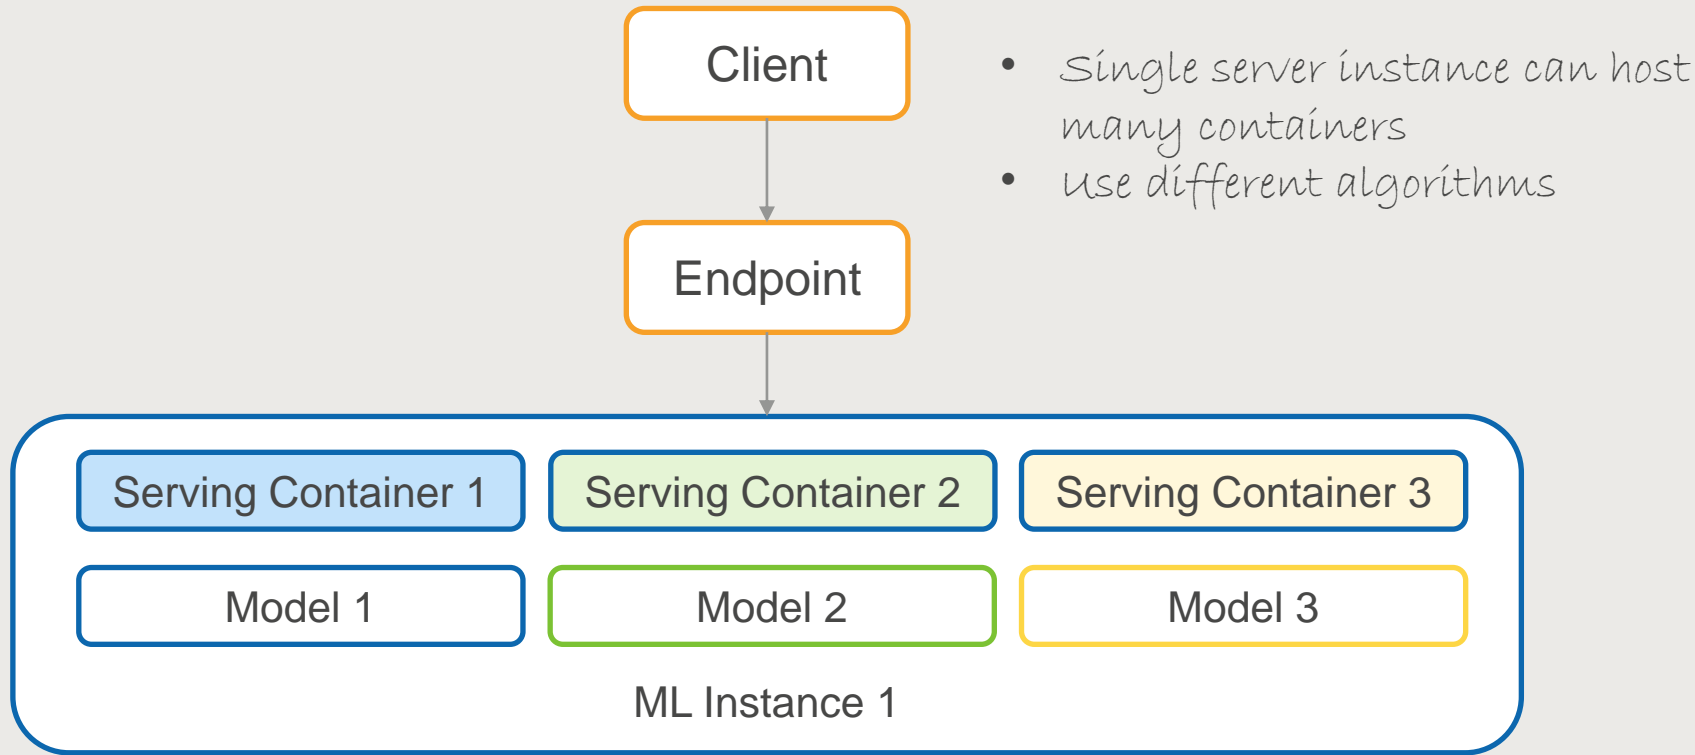 Client
• Single server instance can host
many containers
• Use different algorithms
Endpoint
Serving Container 1
Serving Container 2
Serving Container 3
Model 1
Model 2
Model 3
ML Instance 1